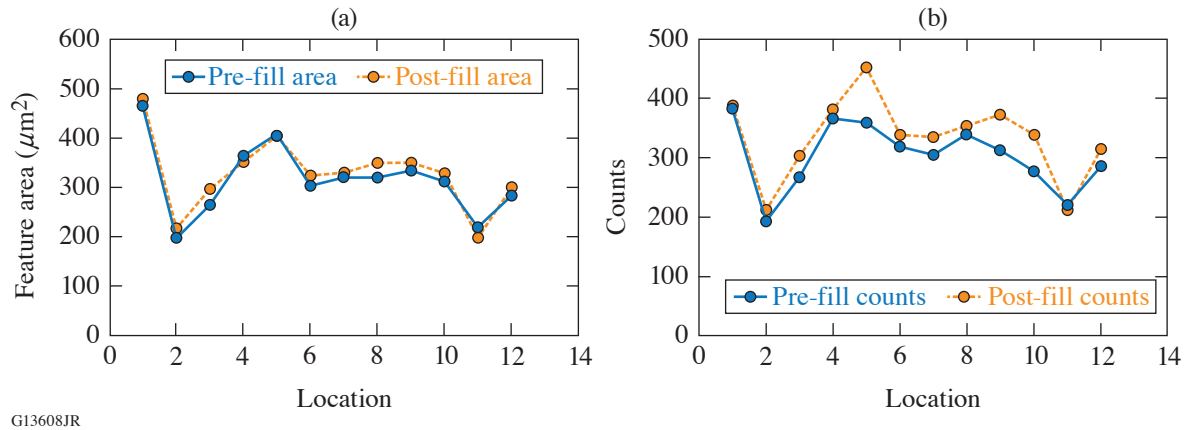 (a)
600
500
400
300
200
100
0
Feature area (μm²)
Pre-fill area
Post-fill area
0 2 4 6 8 10 12 14
Location
(b)
500
400
300
200
100
0
Counts
Pre-fill counts
Post-fill counts
0 2 4 6 8 10 12 14
Location
G13608JR